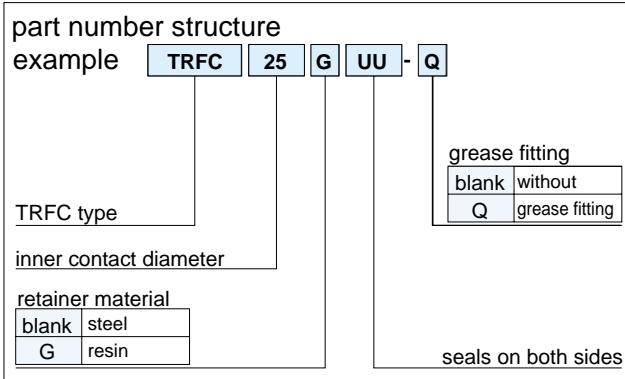 part number structure
example TRFC 25 G UU - Q
grease fitting
blank without
Q grease fitting
TRFC type
inner contact diameter
retainer material
blank steel
G resin
seals on both sides